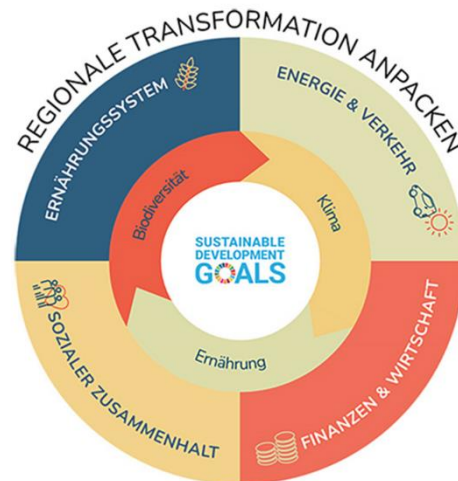 REGIONALE TRANSFORMATION ANPACKEN
ERNÄHRUNGSSYSTEM
ENERGIE & VERKEHR
Biodiversität
Klima
SUSTAINABLE
DEVELOPMENT
GOALS
Ernährung
SOZIALER ZUSAMMENHALT
FINANZEN & WIRTSCHAFT